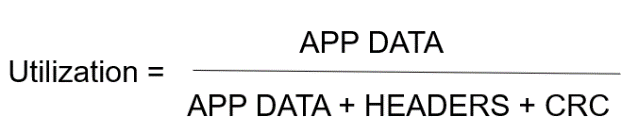 APP DATA
Utilization =
APP DATA + HEADERS + CRC